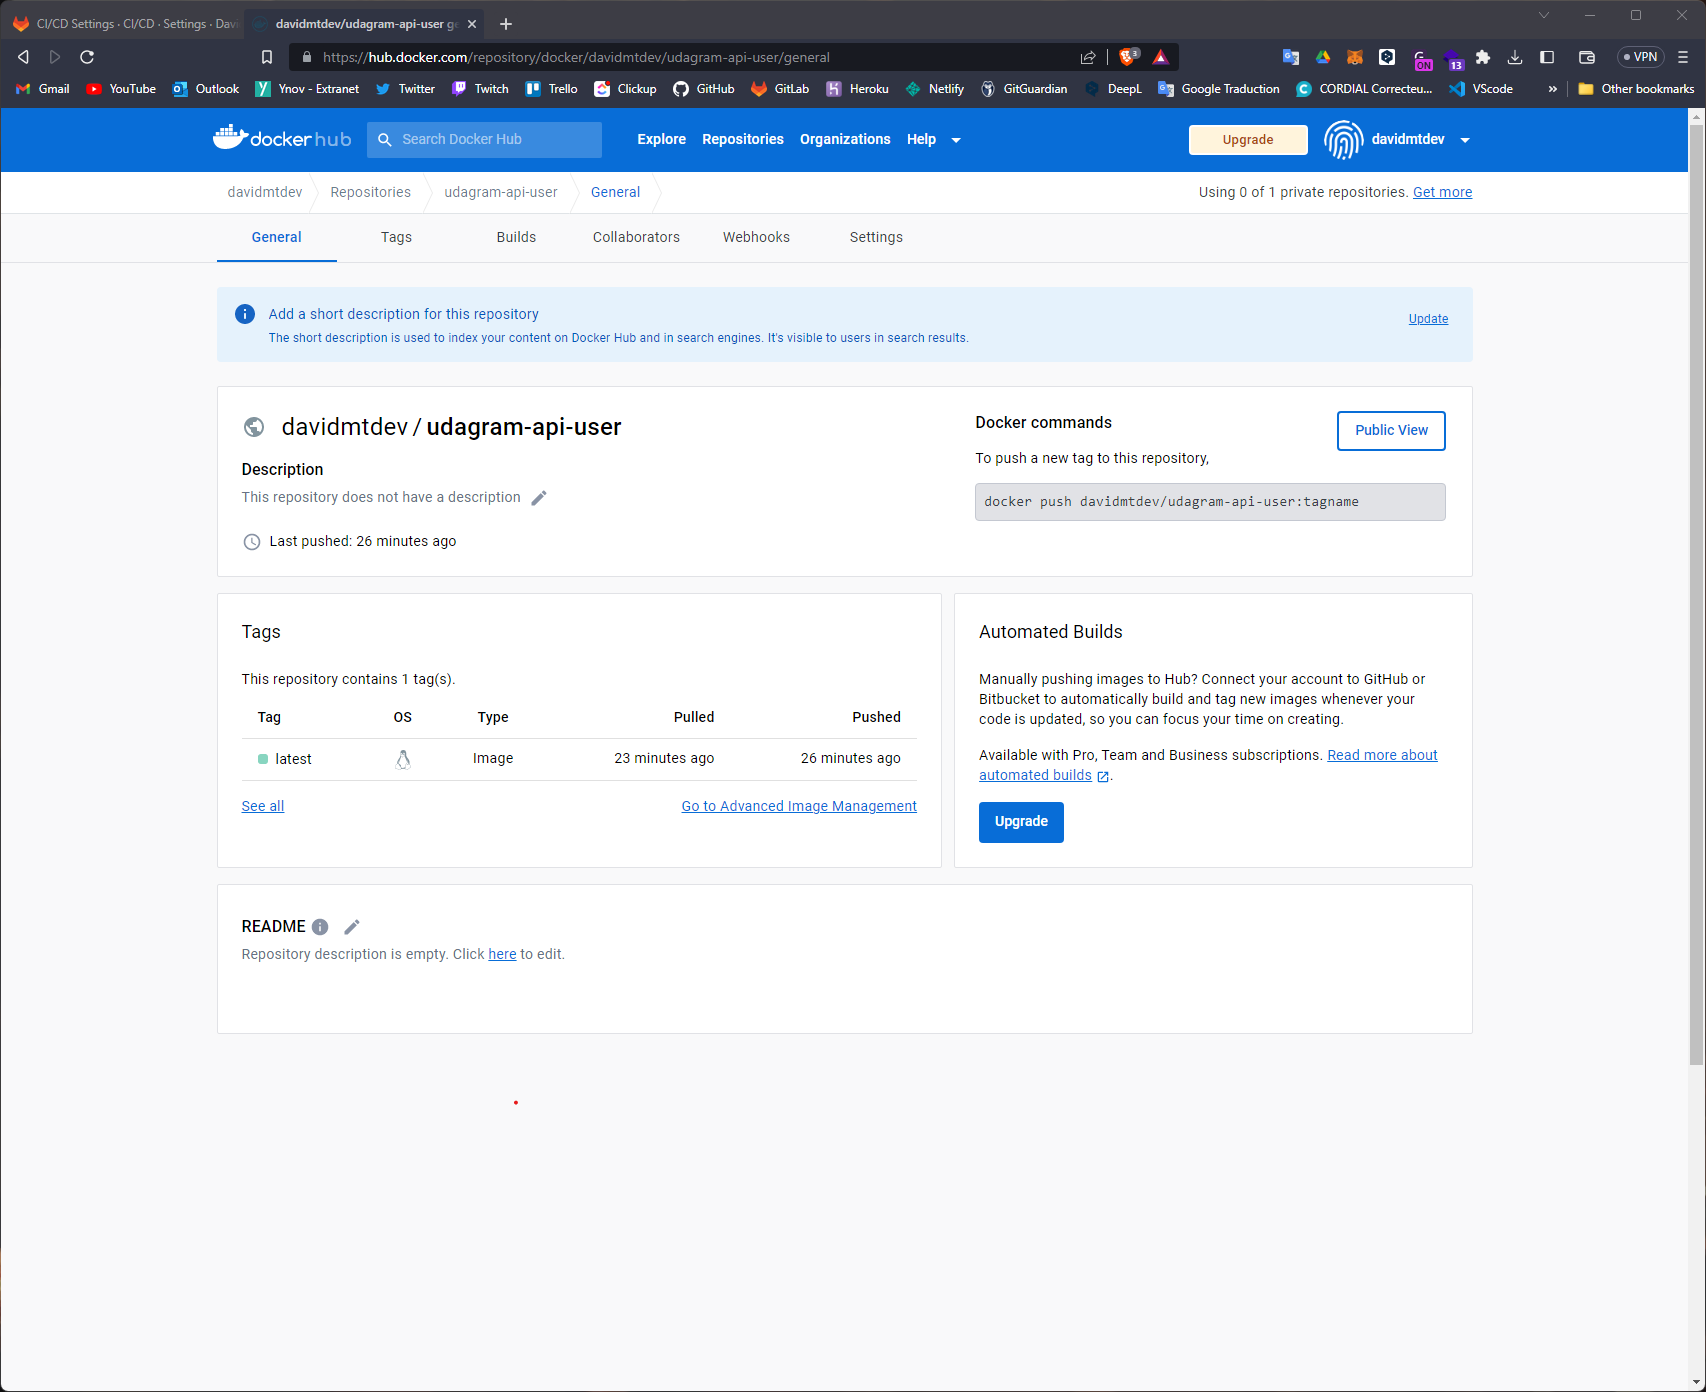 CI/CD Settings · CI/CD · Settings · Davi
davidmtdev/udagram-api-user ge
https://hub.docker.com/repository/docker/davidmtdev/udagram-api-user/general
3
ON
13
VPN
Gmail
YouTube
Outlook
Ynov - Extranet
Twitter
Twitch
Trello
Clickup
GitHub
GitLab
Heroku
Netlify
GitGuardian
DeepL
Google Traduction
CORDIAL Correcteu...
VScode
»
Other bookmarks
docker hub
Search Docker Hub
Explore
Repositories
Organizations
Help
Upgrade
davidmtdev
davidmtdev
Repositories
udagram-api-user
General
Using 0 of 1 private repositories. Get more
General
Tags
Builds
Collaborators
Webhooks
Settings
Add a short description for this repository
The short description is used to index your content on Docker Hub and in search engines. It's visible to users in search results.
Update
davidmtdev / udagram-api-user
Description
This repository does not have a description
Last pushed: 26 minutes ago
Docker commands
Public View
To push a new tag to this repository,
docker push davidmtdev/udagram-api-user:tagname
Tags
This repository contains 1 tag(s).
Tag OS Type Pulled Pushed
latest Image 23 minutes ago 26 minutes ago
See all
Go to Advanced Image Management
Automated Builds
Manually pushing images to Hub? Connect your account to GitHub or
Bitbucket to automatically build and tag new images whenever your
code is updated, so you can focus your time on creating.
Available with Pro, Team and Business subscriptions. Read more about
automated builds.
Upgrade
README
Repository description is empty. Click here to edit.